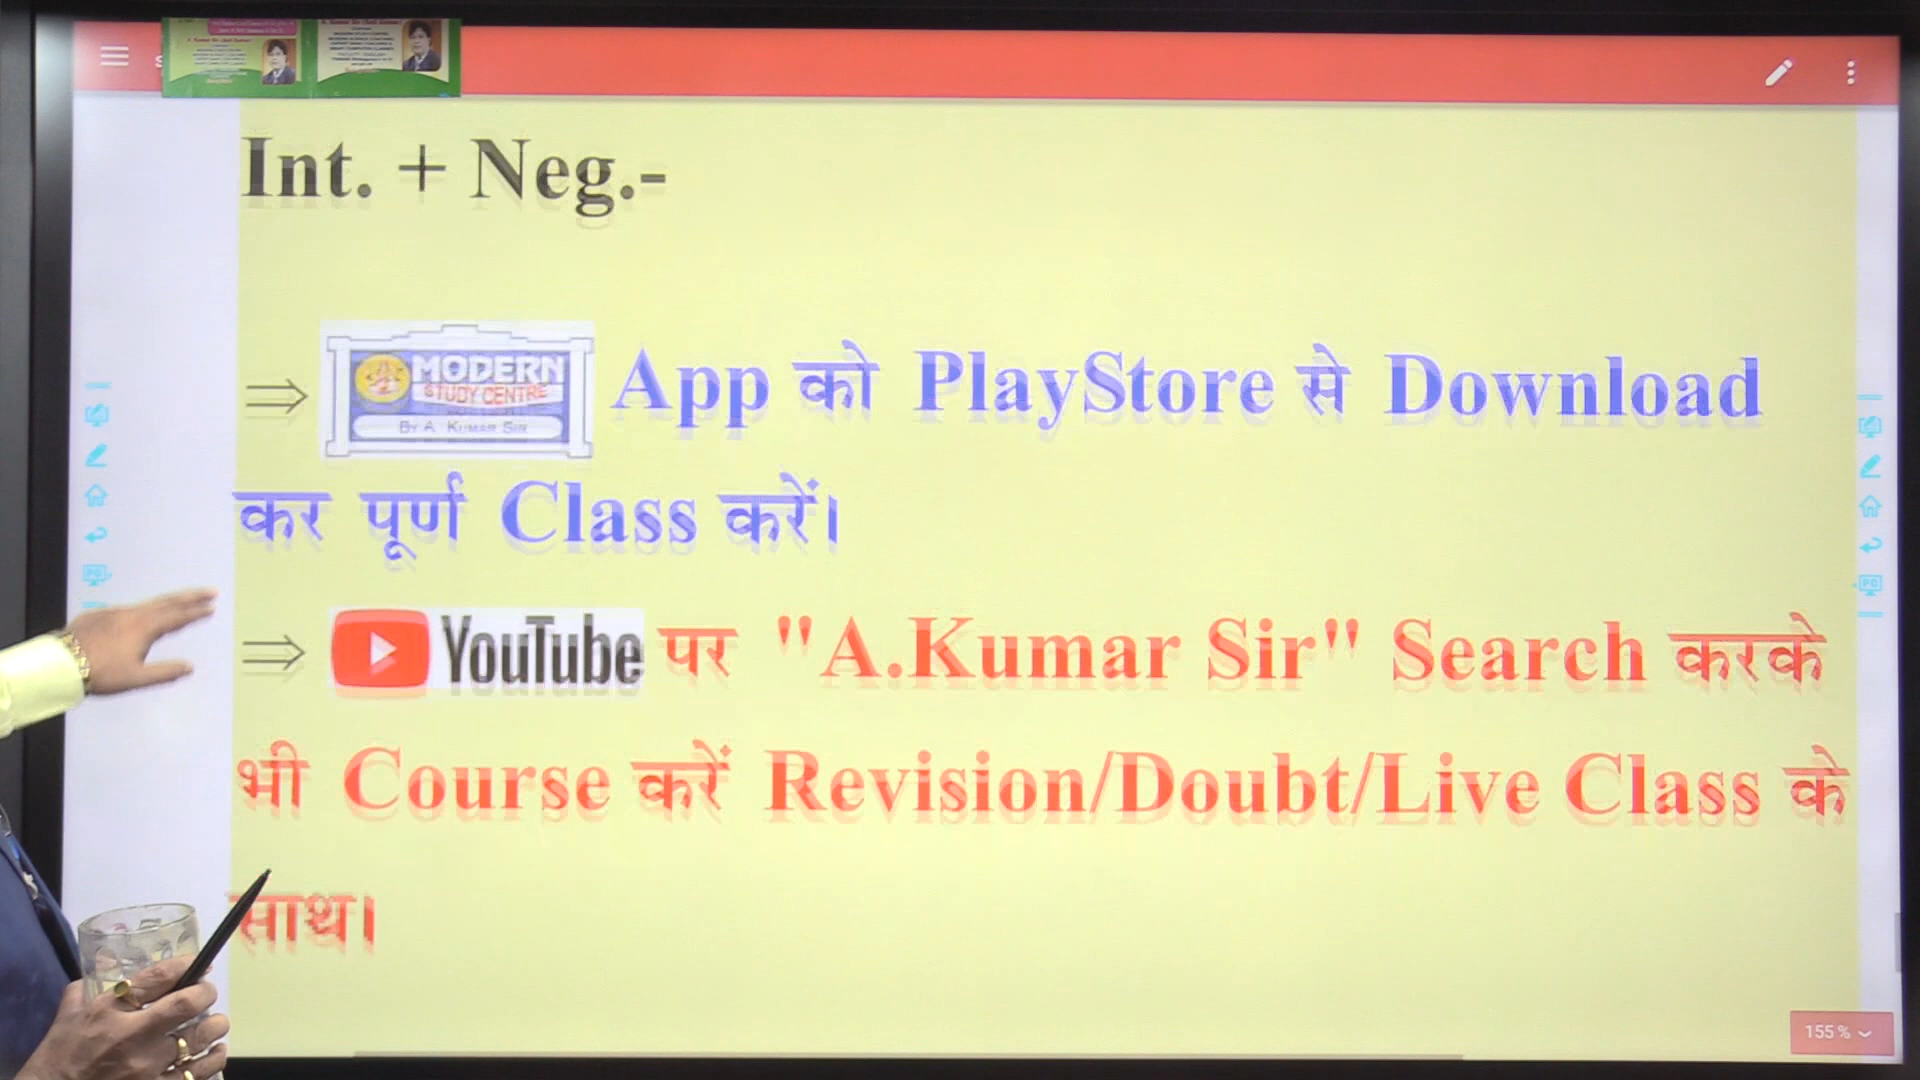 Int. + Neg.-
⇒ MODERN STUDY CENTRE BY A KUMAR SIR App को PlayStore से Download
कर पूर्ण Class करें।
⇒ YouTube पर "A.Kumar Sir" Search करके
भी Course करें Revision/Doubt/Live Class के
साथ।
155 %